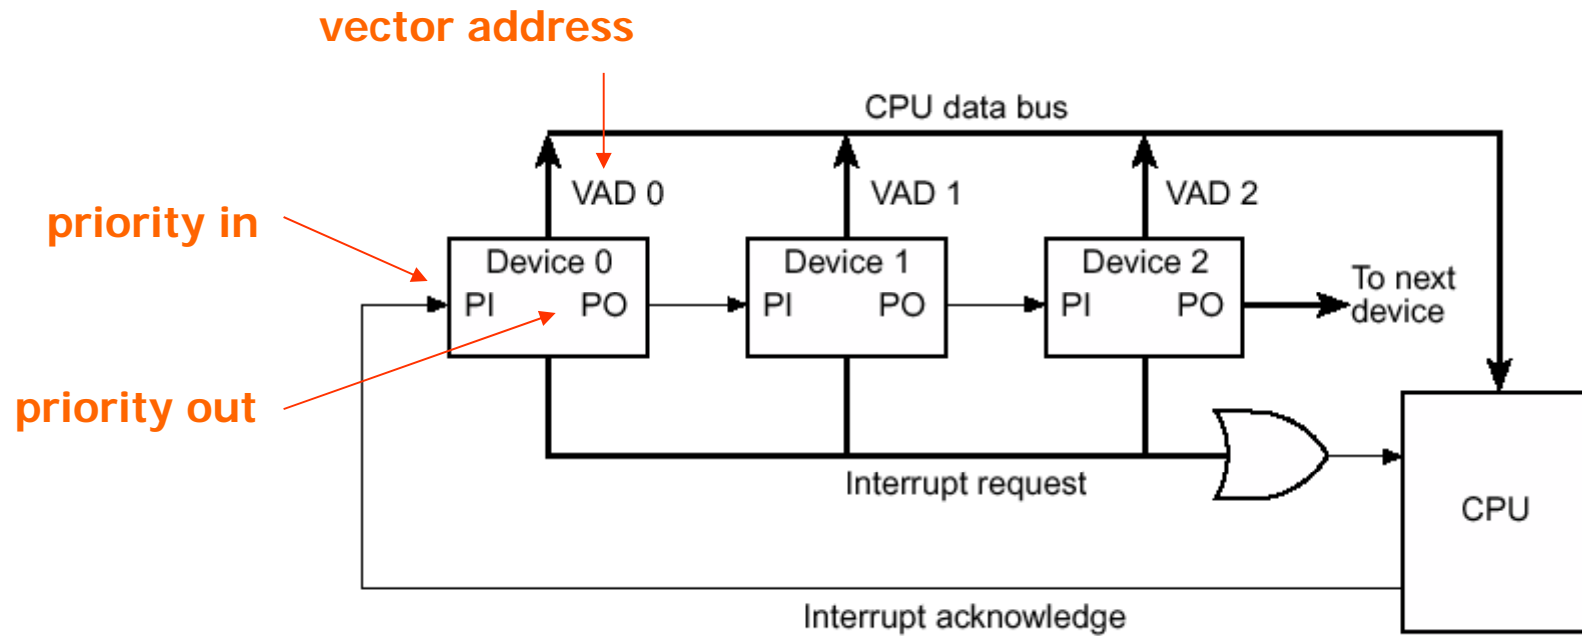 vector address
CPU data bus
VAD 0
VAD 1
VAD 2
priority in
Device 0
PI
PO
Device 1
PI
PO
Device 2
PI
PO
To next
device
priority out
Interrupt request
CPU
Interrupt acknowledge